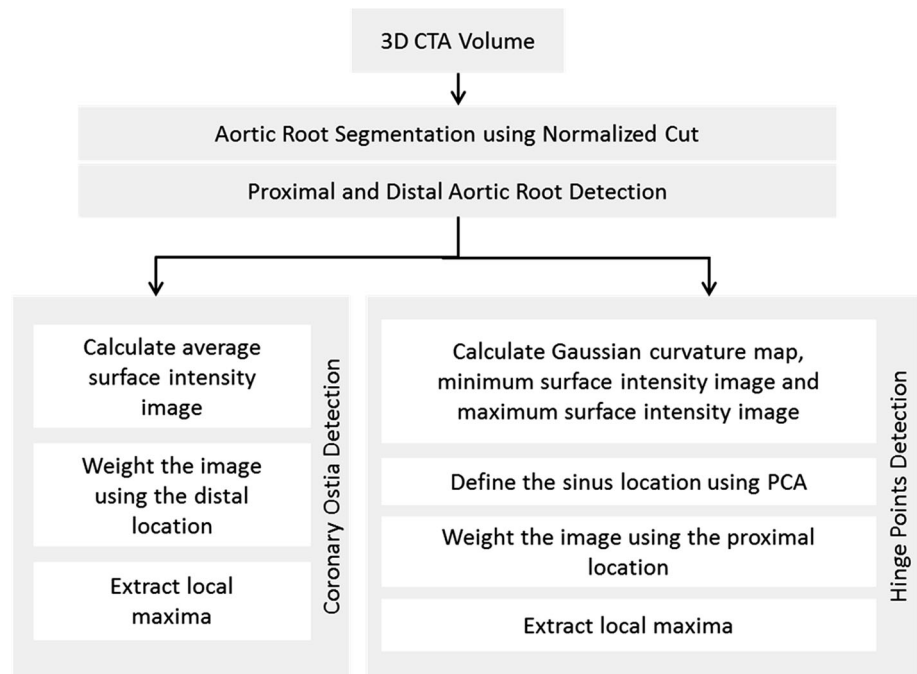 3D CTA Volume
Aortic Root Segmentation using Normalized Cut
Proximal and Distal Aortic Root Detection
Calculate average
surface intensity
image
Weight the image
using the distal
location
Extract local
maxima
Coronary Ostia Detection
Calculate Gaussian curvature map,
minimum surface intensity image and
maximum surface intensity image
Define the sinus location using PCA
Weight the image using the proximal
location
Extract local maxima
Hinge Points Detection